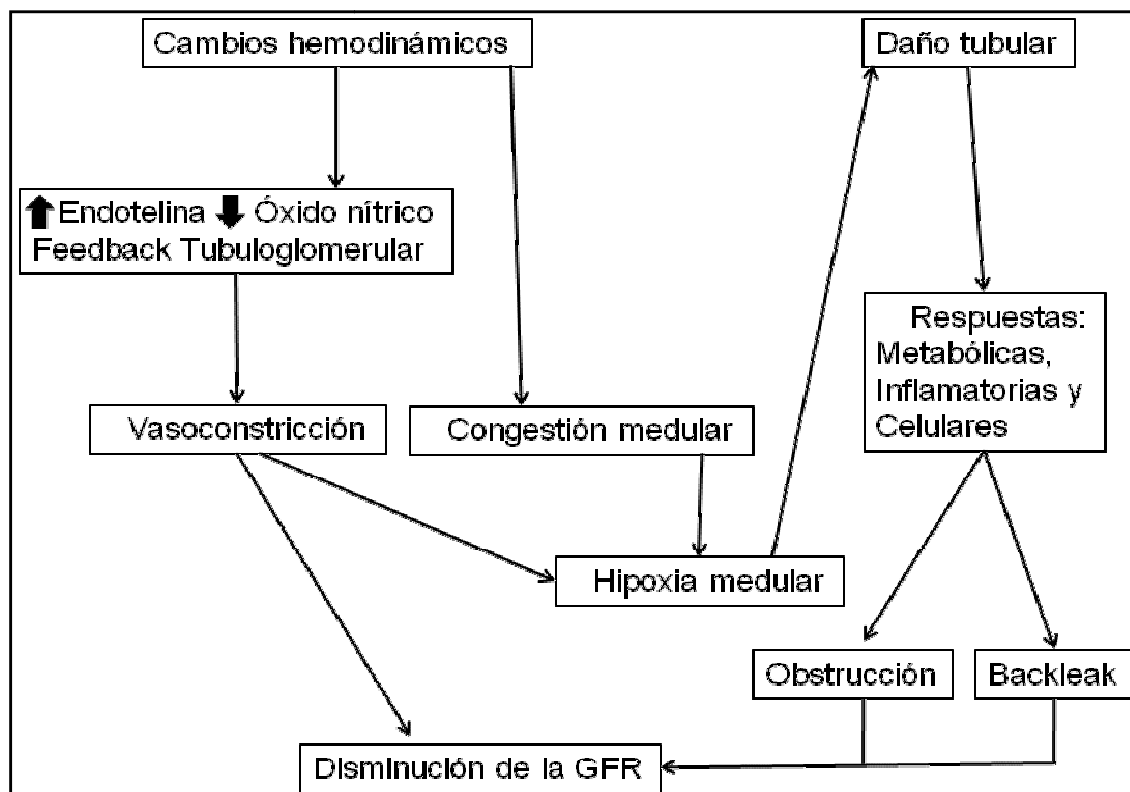 Cambios hemodinámicos
Daño tubular
Endotelina Óxido nítrico
Feedback Tubuloglomerular
Respuestas:
Metabólicas,
Inflamatorias y
Celulares
Vasoconstricción
Congestión medular
Hipoxia medular
Obstrucción
Backleak
Disminución de la GFR